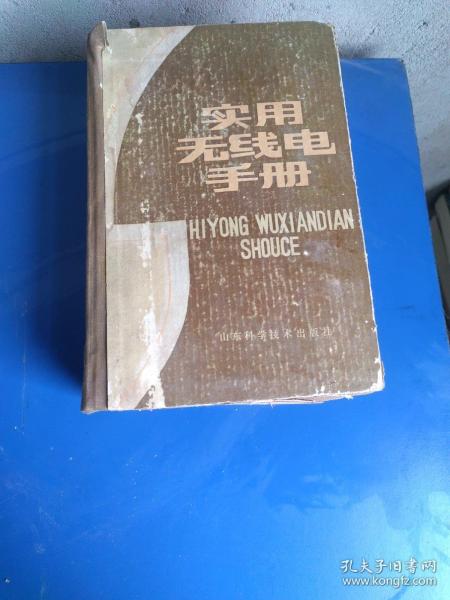 实用
无线电
手册
HIYONG WUXIANDIAN
SHOUCE
山东科学技术出版社
孔夫子旧书网
www.kongfz.com